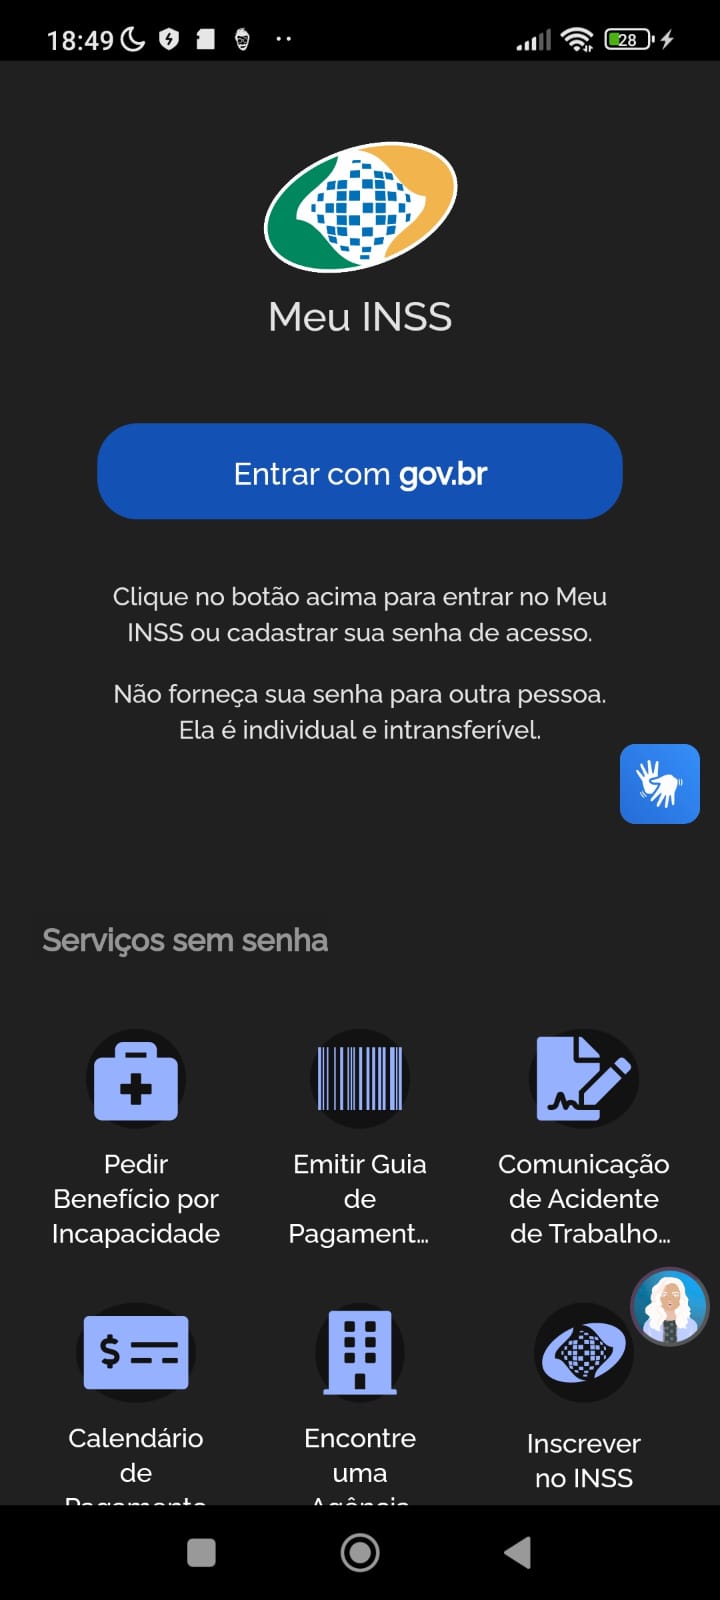 18:49
28
Meu INSS
Entrar com gov.br
Clique no botão acima para entrar no Meu
INSS ou cadastrar sua senha de acesso.
Não forneça sua senha para outra pessoa.
Ela é individual e intransferível.
Serviços sem senha
Pedir
Benefício por
Incapacidade
Emitir Guia
de
Pagament...
Comunicação
de Acidente
de Trabalho...
Calendário
de
Pagamento
Encontre
uma
Agência
Inscrever
no INSS